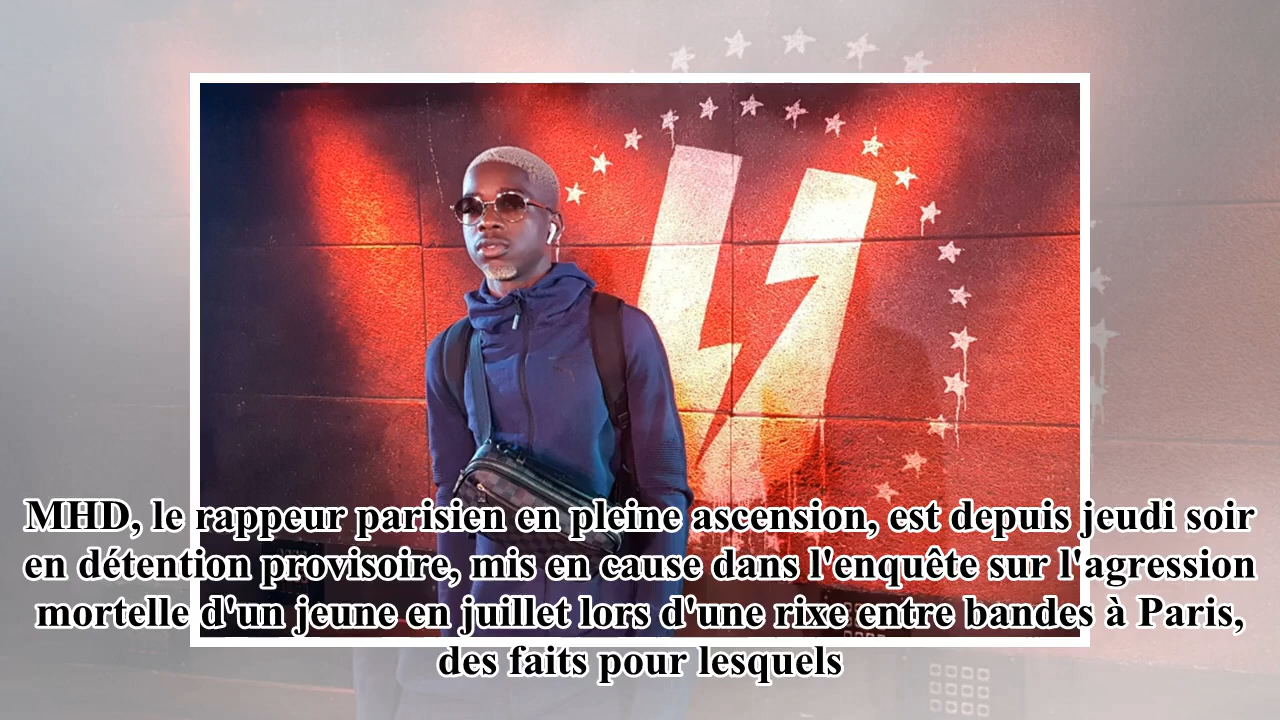 MHD, le rappeur parisien en pleine ascension, est depuis jeudi soir
en détention provisoire, mis en cause dans l'enquête sur l'agression
mortelle d'un jeune en juillet lors d'une rixe entre bandes à Paris,
des faits pour lesquels